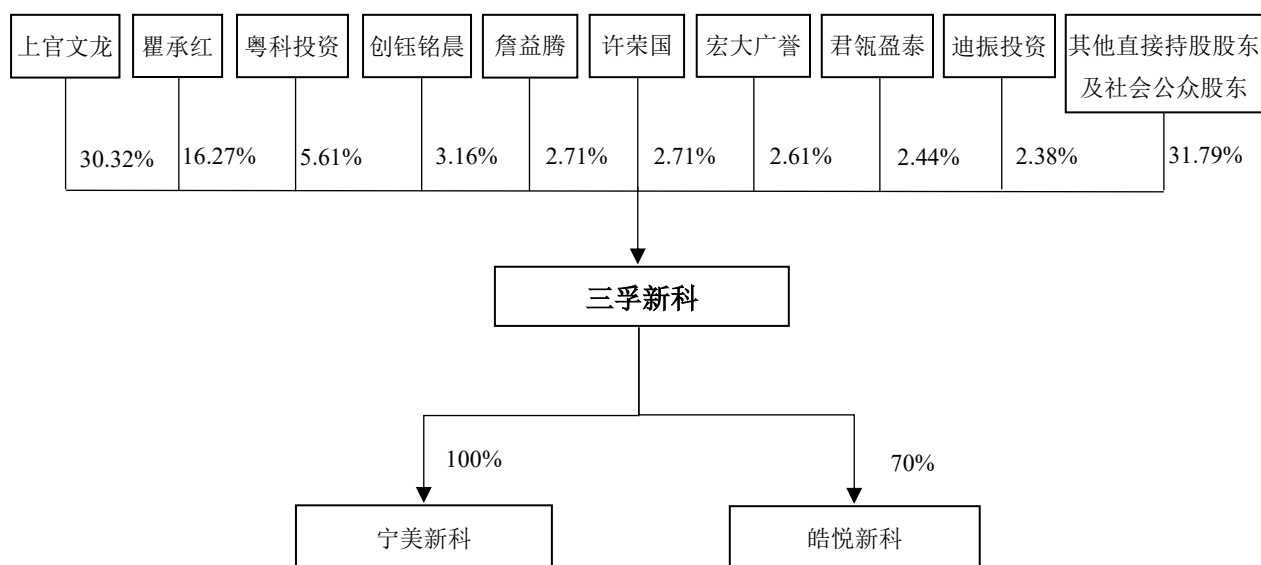 上官文龙
瞿承红
粤科投资
创钰铭晨
詹益腾
许荣国
宏大广誉
君瓴盈泰
迪振投资
其他直接持股股东
及社会公众股东
30.32%
16.27%
5.61%
3.16%
2.71%
2.71%
2.61%
2.44%
2.38%
31.79%
三孚新科
100%
70%
宁美新科
皓悦新科